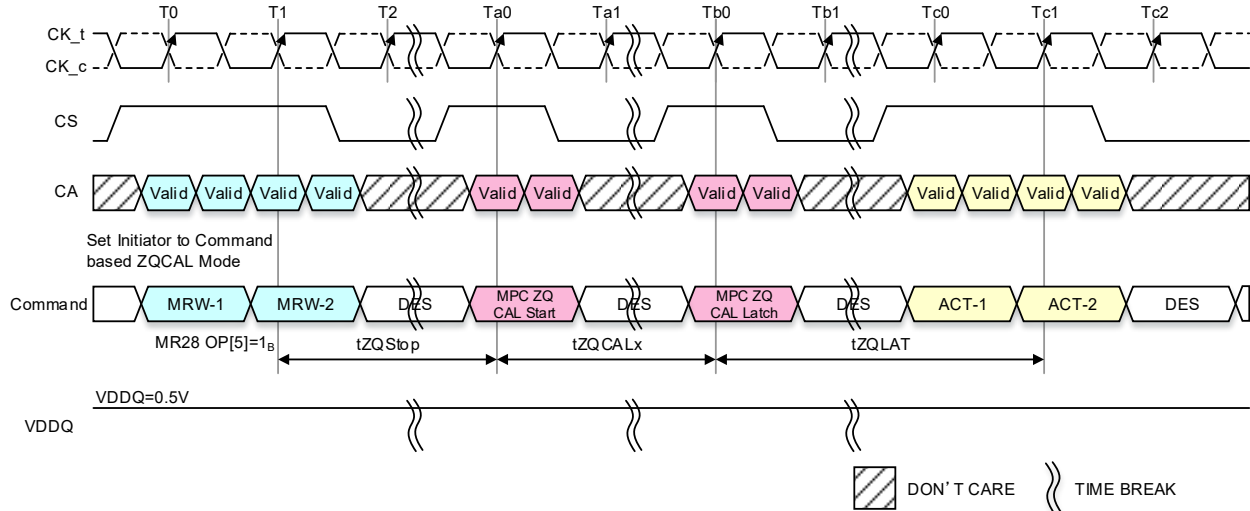 T0 T1 T2 Ta0 Ta1 Tb0 Tb1 Tc0 Tc1 Tc2
CK_t
CK_c
CS
CA Valid Valid Valid Valid Valid Valid Valid Valid Valid Valid Valid Valid
Set Initiator to Command
based ZQCAL Mode
Command MRW-1 MRW-2 DES MPC ZQ CAL Start DES MPC ZQ CAL Latch DES ACT-1 ACT-2 DES
MR28 OP[5]=1B tZQStop tZQCALx tZQLAT
VDDQ=0.5V
VDDQ
DON'T CARE TIME BREAK